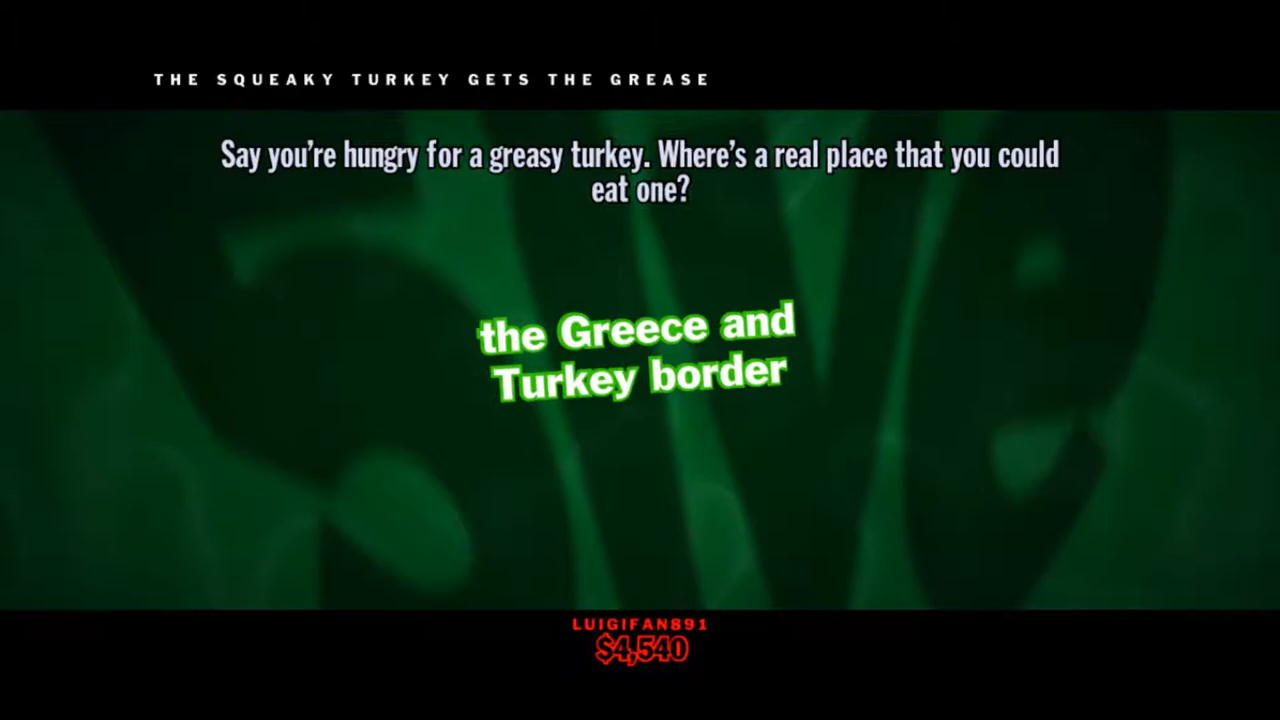 THE SQUEAKY TURKEY GETS THE GREASE
Say you're hungry for a greasy turkey. Where's a real place that you could
eat one?
the Greece and
Turkey border
LUIGIFAN891
$4,540